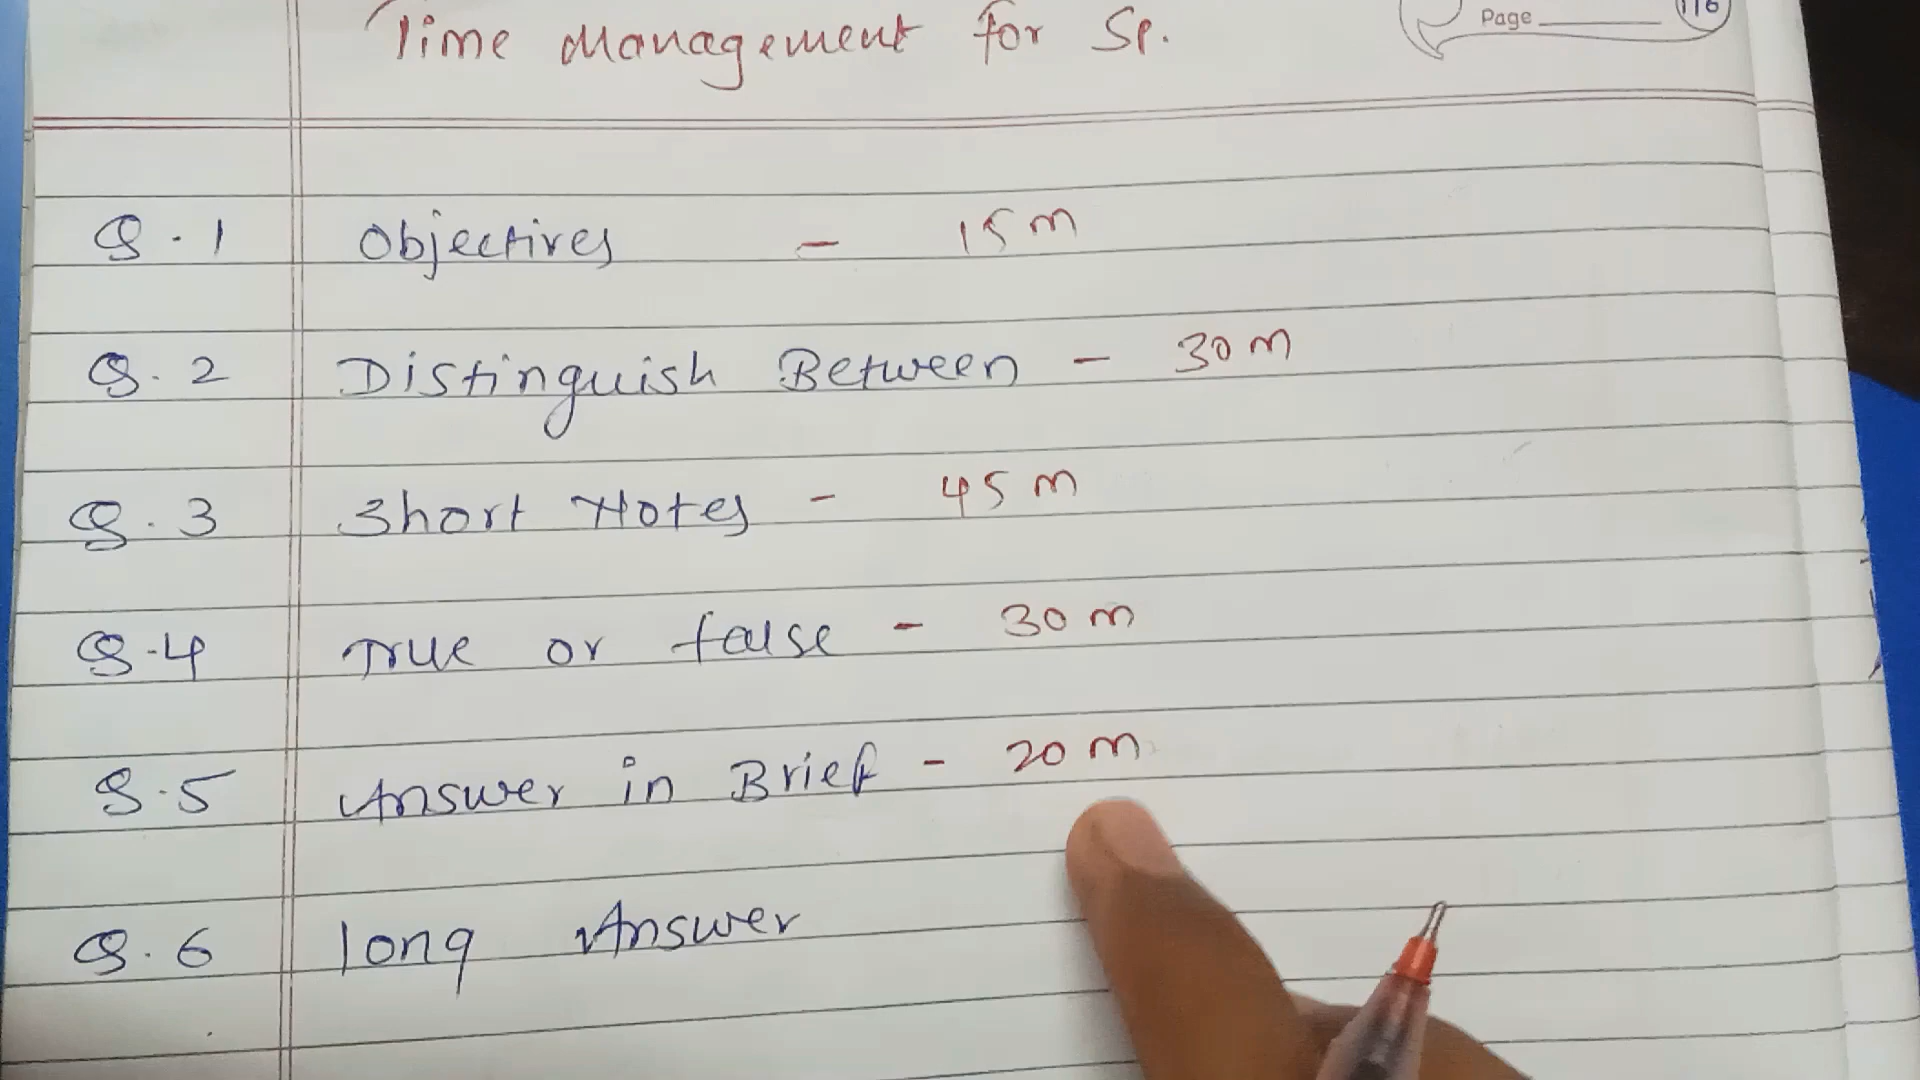 Page 116
Time Management for Sp.
Q.1 Objectives - 15 m
Q.2 Distinguish Between - 30 m
Q.3 Short Notes - 45 m
Q.4 True or false - 30 m
Q.5 Answer in Brief - 20 m
Q.6 long Answer